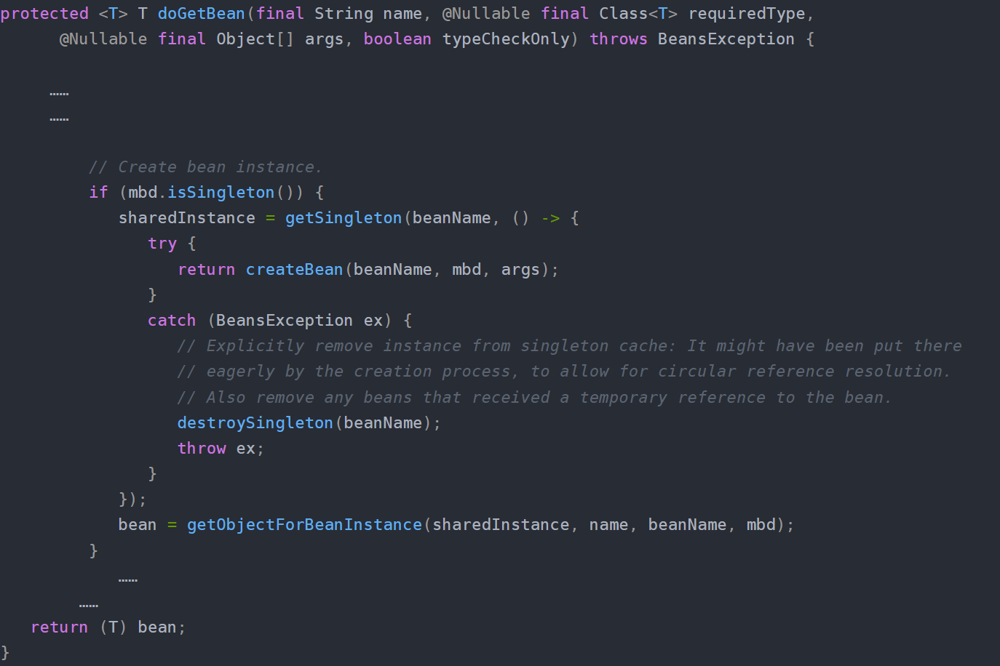 protected <T> T doGetBean(final String name, @Nullable final Class<T> requiredType,
      @Nullable final Object[] args, boolean typeCheckOnly) throws BeansException {
     ……
     ……
         // Create bean instance.
         if (mbd.isSingleton()) {
            sharedInstance = getSingleton(beanName, () -> {
               try {
                  return createBean(beanName, mbd, args);
               }
               catch (BeansException ex) {
                  // Explicitly remove instance from singleton cache: It might have been put there
                  // eagerly by the creation process, to allow for circular reference resolution.
                  // Also remove any beans that received a temporary reference to the bean.
                  destroySingleton(beanName);
                  throw ex;
               }
            });
            bean = getObjectForBeanInstance(sharedInstance, name, beanName, mbd);
         }
            ……
        ……
   return (T) bean;
}